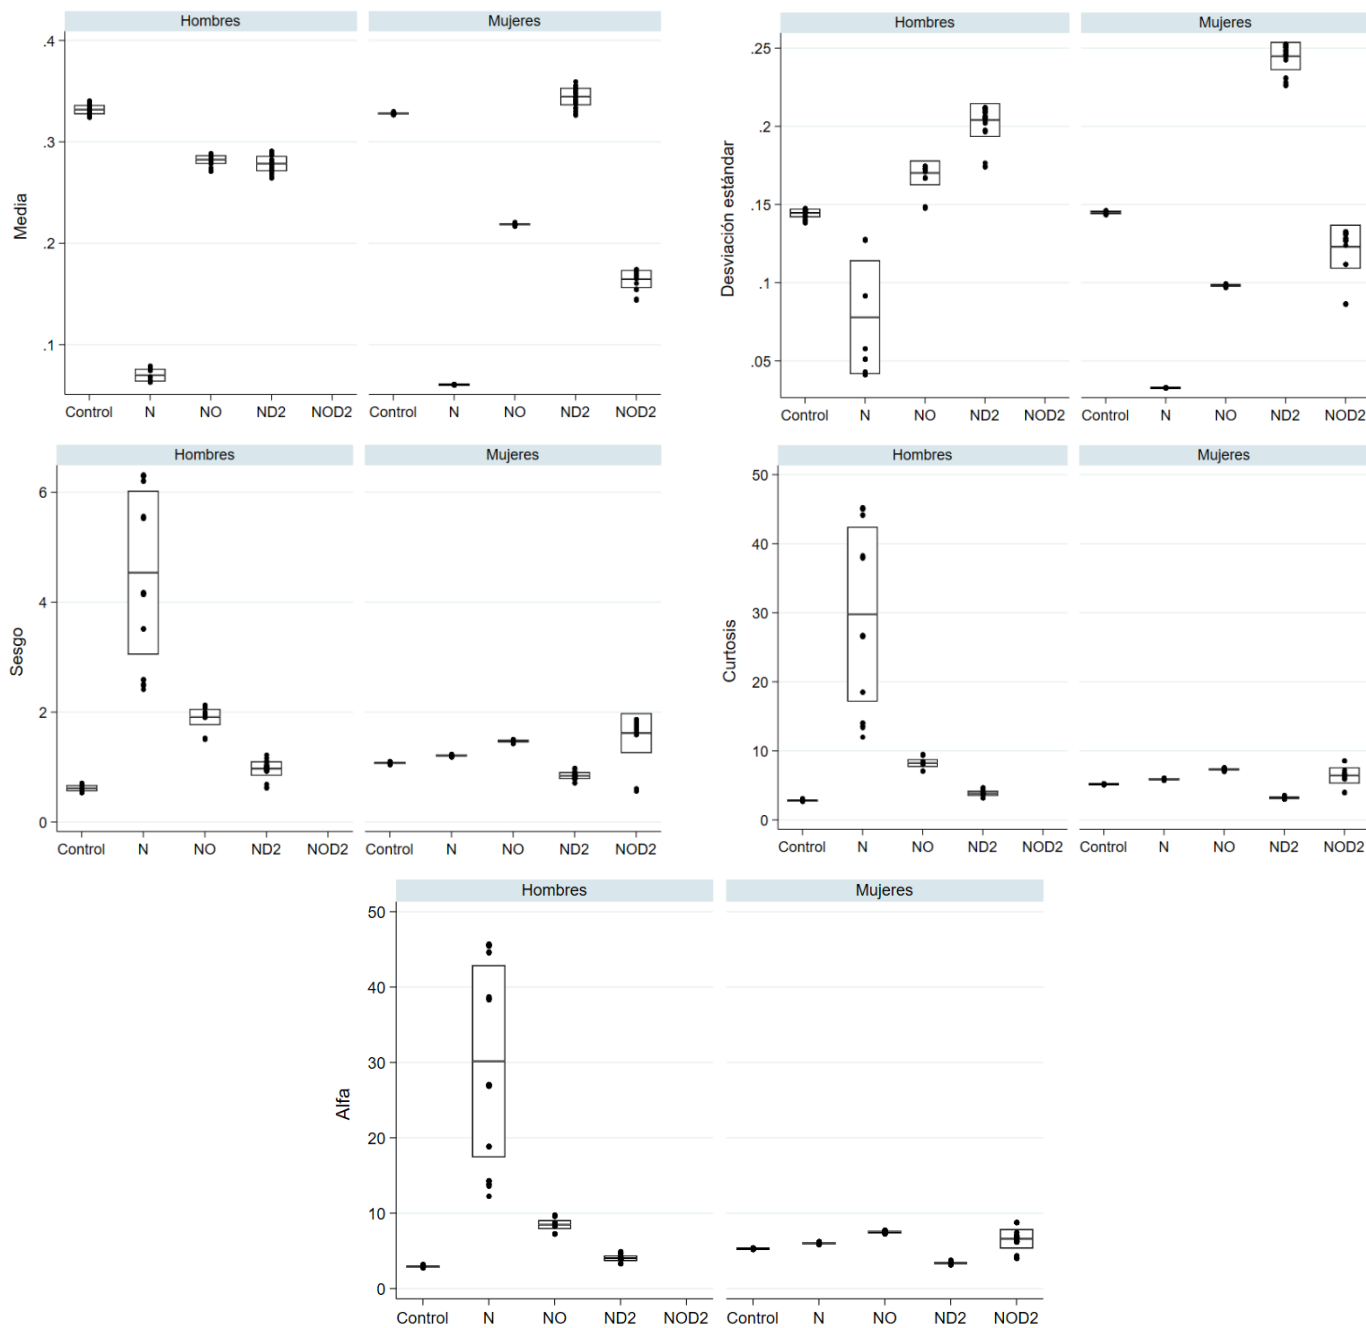 Hombres Mujeres
.4
.3
.2
.1
Media
Control N NO ND2 NOD2 Control N NO ND2 NOD2
Hombres Mujeres
.25
.2
.15
.1
.05
Desviación estándar
Control N NO ND2 NOD2 Control N NO ND2 NOD2
Hombres Mujeres
6
4
2
0
Sesgo
Control N NO ND2 NOD2 Control N NO ND2 NOD2
Hombres Mujeres
50
40
30
20
10
0
Curtosis
Control N NO ND2 NOD2 Control N NO ND2 NOD2
Hombres Mujeres
50
40
30
20
10
0
Alfa
Control N NO ND2 NOD2 Control N NO ND2 NOD2